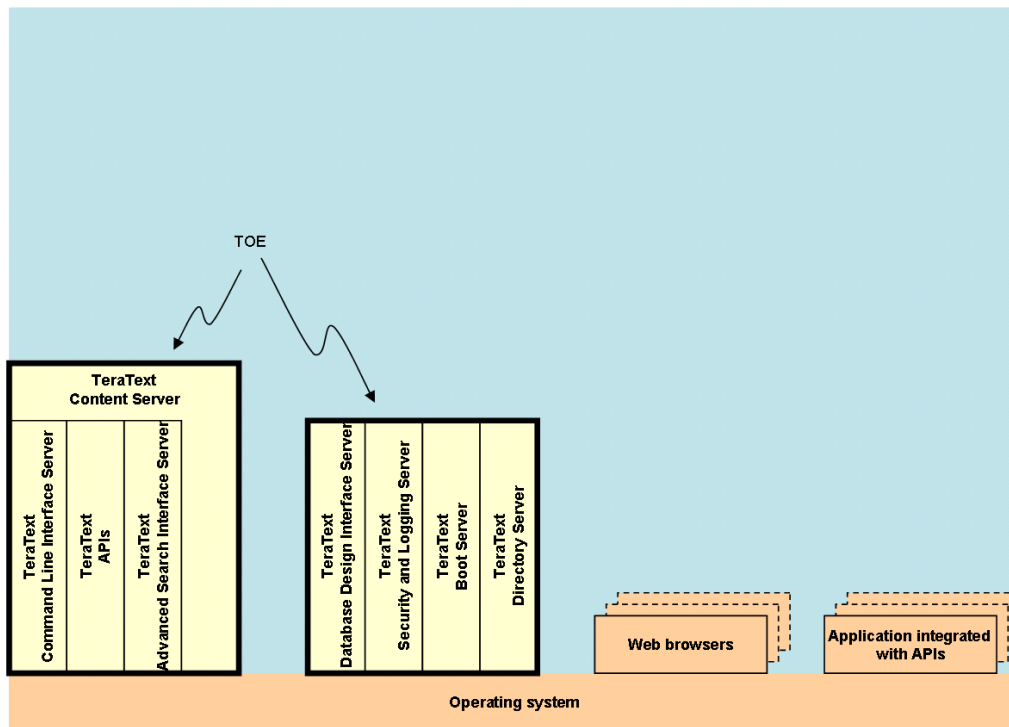 TOE
TeraText
Content Server
TeraText
Command Line Interface Server
TeraText
APIs
TeraText
Advanced Search Interface Server
TeraText
Database Design Interface Server
TeraText
Security and Logging Server
TeraText
Boot Server
TeraText
Directory Server
Web browsers
Application integrated
with APIs
Operating system